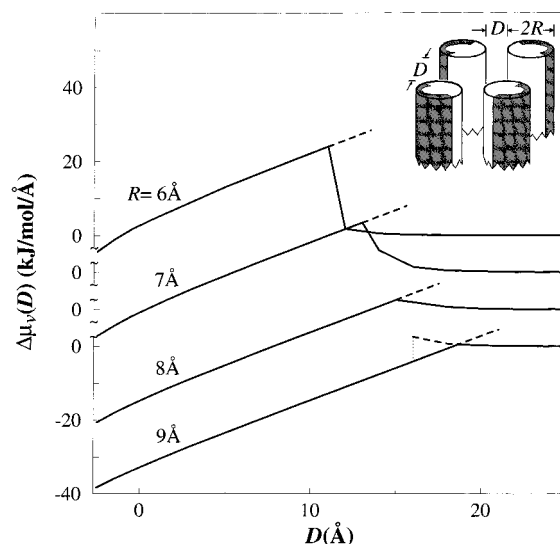 40
20
0
0
0
0
-20
-40
Δμᵥ(D) (kJ/mol/Å)
R= 6Å
7Å
8Å
9Å
D
2R
D
0
10
20
D(Å)